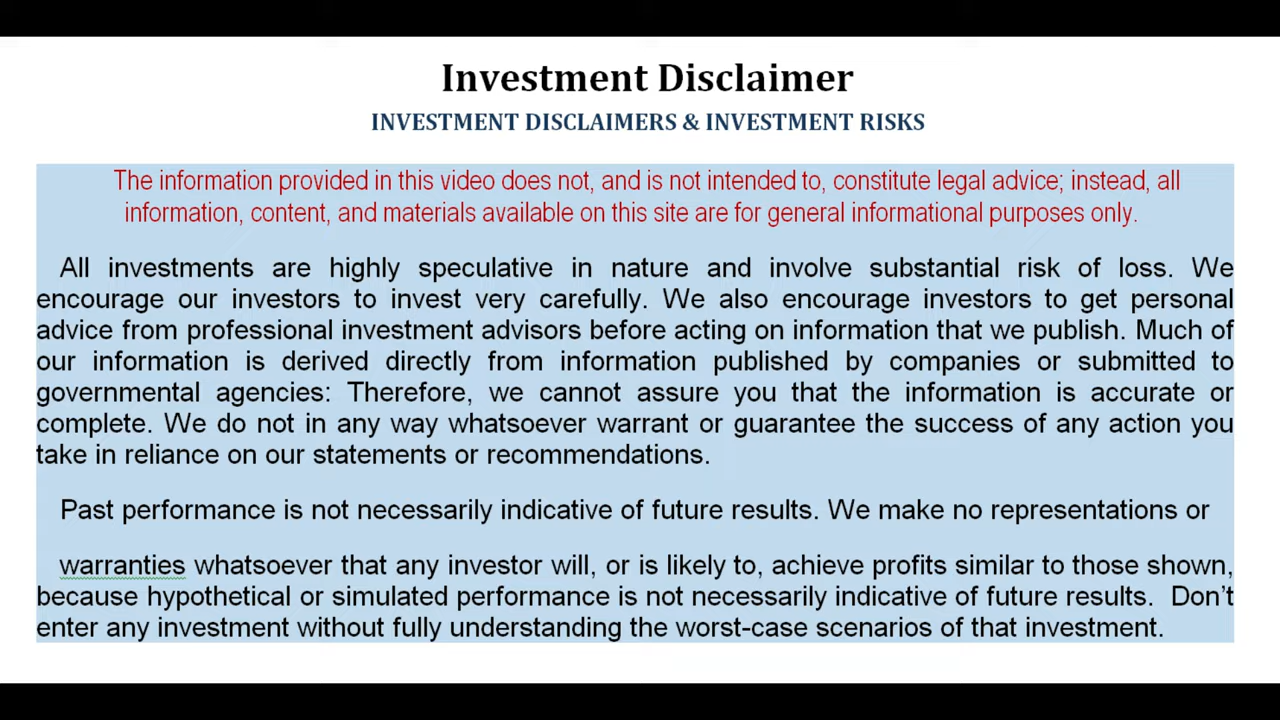 Investment Disclaimer
INVESTMENT DISCLAIMERS & INVESTMENT RISKS
The information provided in this video does not, and is not intended to, constitute legal advice; instead, all
information, content, and materials available on this site are for general informational purposes only.
All investments are highly speculative in nature and involve substantial risk of loss. We
encourage our investors to invest very carefully. We also encourage investors to get personal
advice from professional investment advisors before acting on information that we publish. Much of
our information is derived directly from information published by companies or submitted to
governmental agencies: Therefore, we cannot assure you that the information is accurate or
complete. We do not in any way whatsoever warrant or guarantee the success of any action you
take in reliance on our statements or recommendations.
Past performance is not necessarily indicative of future results. We make no representations or
warranties whatsoever that any investor will, or is likely to, achieve profits similar to those shown,
because hypothetical or simulated performance is not necessarily indicative of future results.  Don’t
enter any investment without fully understanding the worst-case scenarios of that investment.